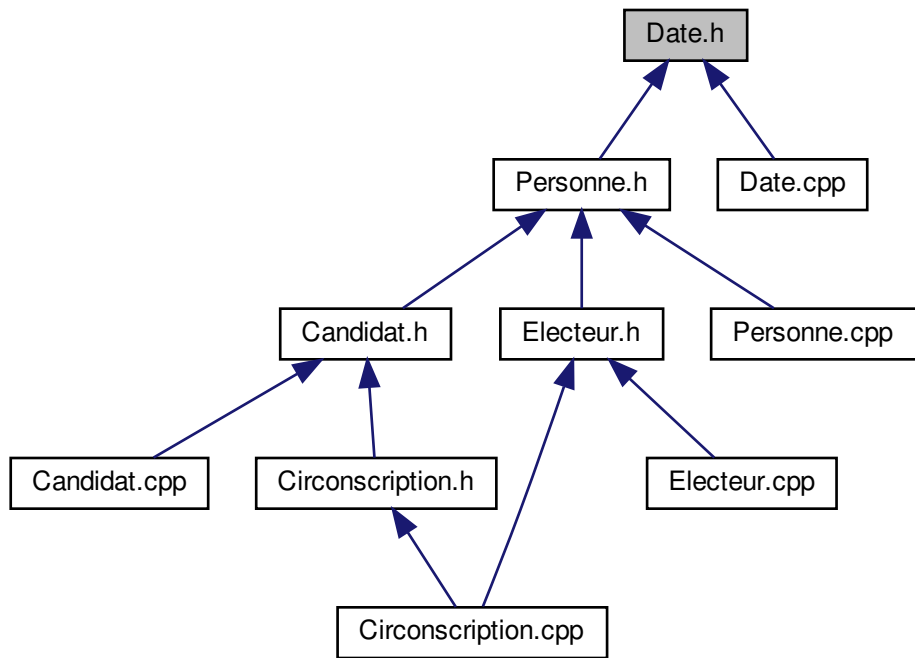 Date.h
Personne.h
Date.cpp
Candidat.h
Electeur.h
Personne.cpp
Candidat.cpp
Circonscription.h
Electeur.cpp
Circonscription.cpp